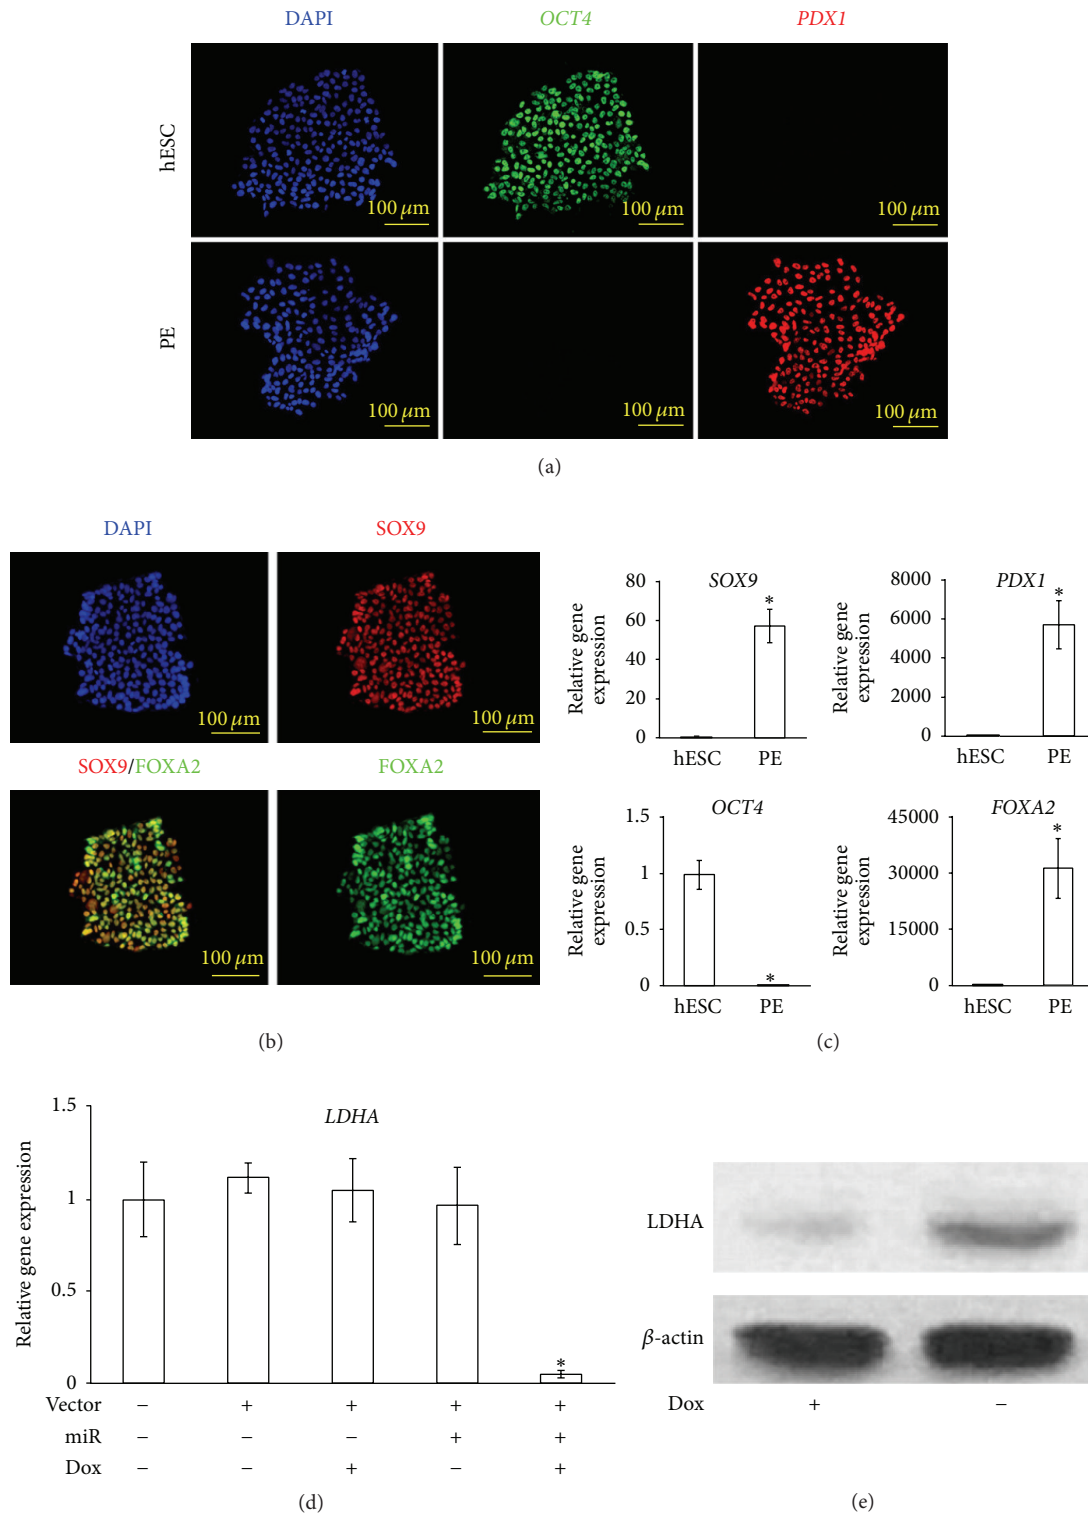 DAPI OCT4 PDX1
hESC
100 μm 100 μm 100 μm
PE
100 μm 100 μm 100 μm
(a)
DAPI SOX9
100 μm 100 μm
SOX9/FOXA2 FOXA2
100 μm 100 μm
(b)
SOX9
Relative gene
expression
80
60
40
20
0
*
hESC PE
PDX1
Relative gene
expression
8000
6000
4000
2000
0
*
hESC PE
OCT4
Relative gene
expression
1.5
1
0.5
0
*
hESC PE
FOXA2
Relative gene
expression
45000
30000
15000
0
*
hESC PE
(c)
LDHA
Relative gene expression
1.5
1
0.5
0
*
Vector − + + + +
miR − − − + +
Dox − − + − +
(d)
LDHA
β-actin
Dox + −
(e)